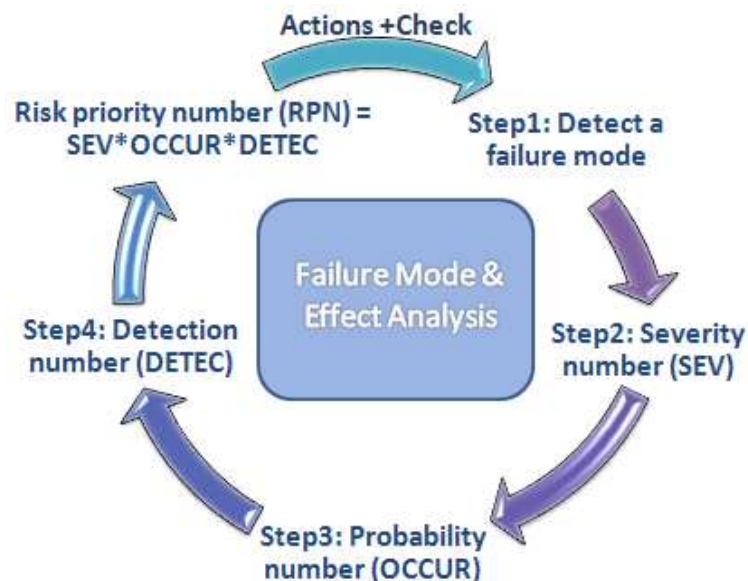 Actions +Check
Risk priority number (RPN) =
SEV*OCCUR*DETEC
Step1: Detect a
failure mode
Failure Mode &
Effect Analysis
Step2: Severity
number (SEV)
Step3: Probability
number (OCCUR)
Step4: Detection
number (DETEC)